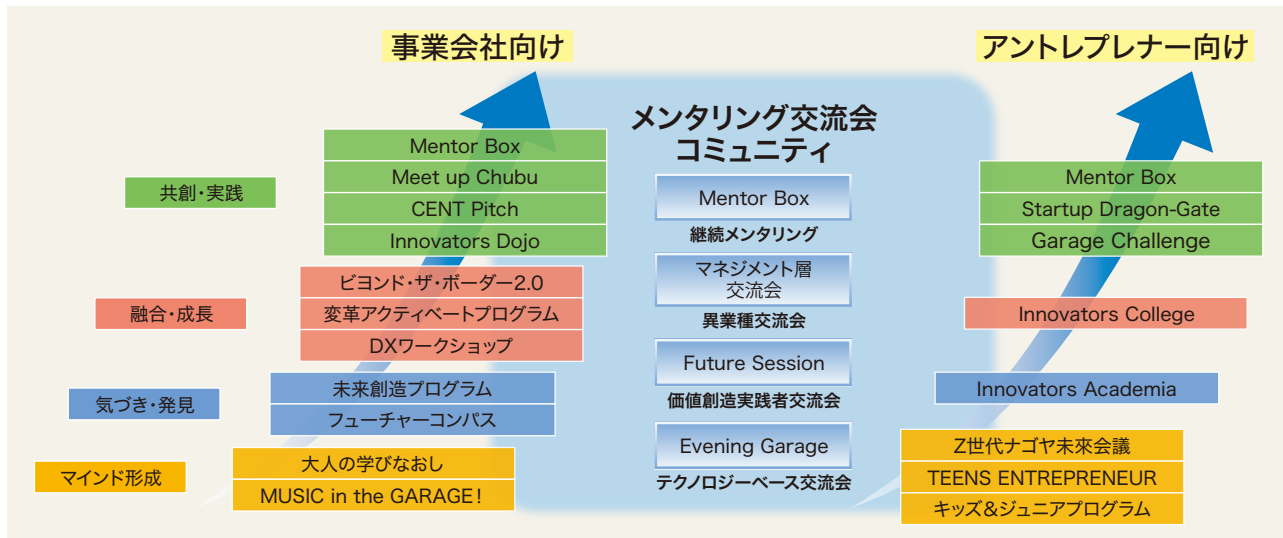 事業会社向け
アントレプレナー向け
共創・実践
融合・成長
気づき・発見
マインド形成
Mentor Box
Meet up Chubu
CENT Pitch
Innovators Dojo
ビヨンド・ザ・ボーダー2.0
変革アクティベートプログラム
DXワークショップ
未来創造プログラム
フューチャーコンパス
大人の学びなおし
MUSIC in the GARAGE!
メンタリング交流会
コミュニティ
Mentor Box
継続メンタリング
マネジメント層
交流会
異業種交流会
Future Session
価値創造実践者交流会
Evening Garage
テクノロジーベース交流会
Mentor Box
Startup Dragon-Gate
Garage Challenge
Innovators College
Innovators Academia
Z世代ナゴヤ未來会議
TEENS ENTREPRENEUR
キッズ&ジュニアプログラム